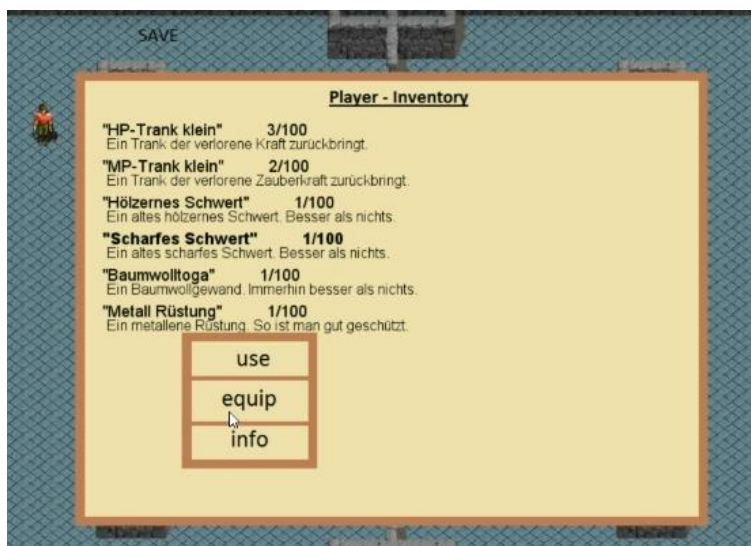 SAVE
Player - Inventory
"HP-Trank klein" 3/100
Ein Trank der verlorene Kraft zurückbringt.
"MP-Trank klein" 2/100
Ein Trank der verlorene Zauberkraft zurückbringt.
"Hölzernes Schwert" 1/100
Ein altes hölzernes Schwert. Besser als nichts.
"Scharfes Schwert" 1/100
Ein altes scharfes Schwert. Besser als nichts.
"Baumwolltoga" 1/100
Ein Baumwollgewand. Immerhin besser als nichts.
"Metall Rüstung" 1/100
Ein metallene Rüstung. So ist man gut geschützt.
use
equip
info